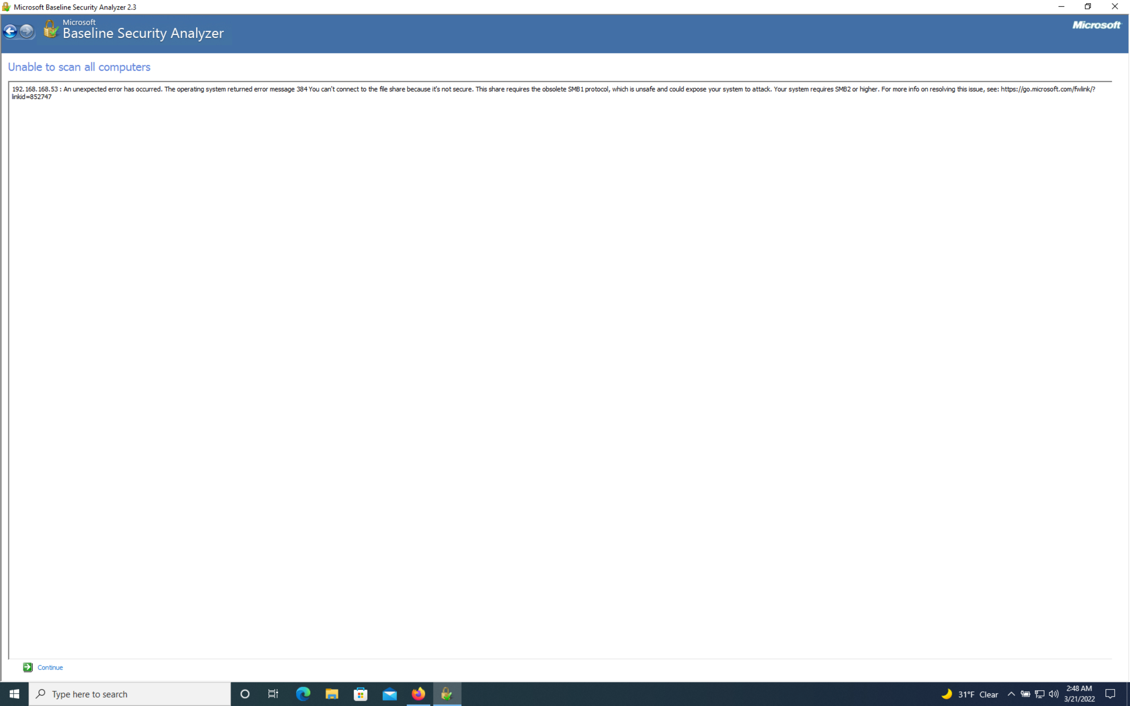 Microsoft Baseline Security Analyzer 2.3
Microsoft
Baseline Security Analyzer
Microsoft
Unable to scan all computers
192.168.168.53 : An unexpected error has occurred. The operating system returned error message 384 You can't connect to the file share because it's not secure. This share requires the obsolete SMB1 protocol, which is unsafe and could expose your system to attack. Your system requires SMB2 or higher. For more info on resolving this issue, see: https://go.microsoft.com/fwlink/?
linkid=852747
Continue
Type here to search
31°F Clear
2:48 AM
3/21/2022